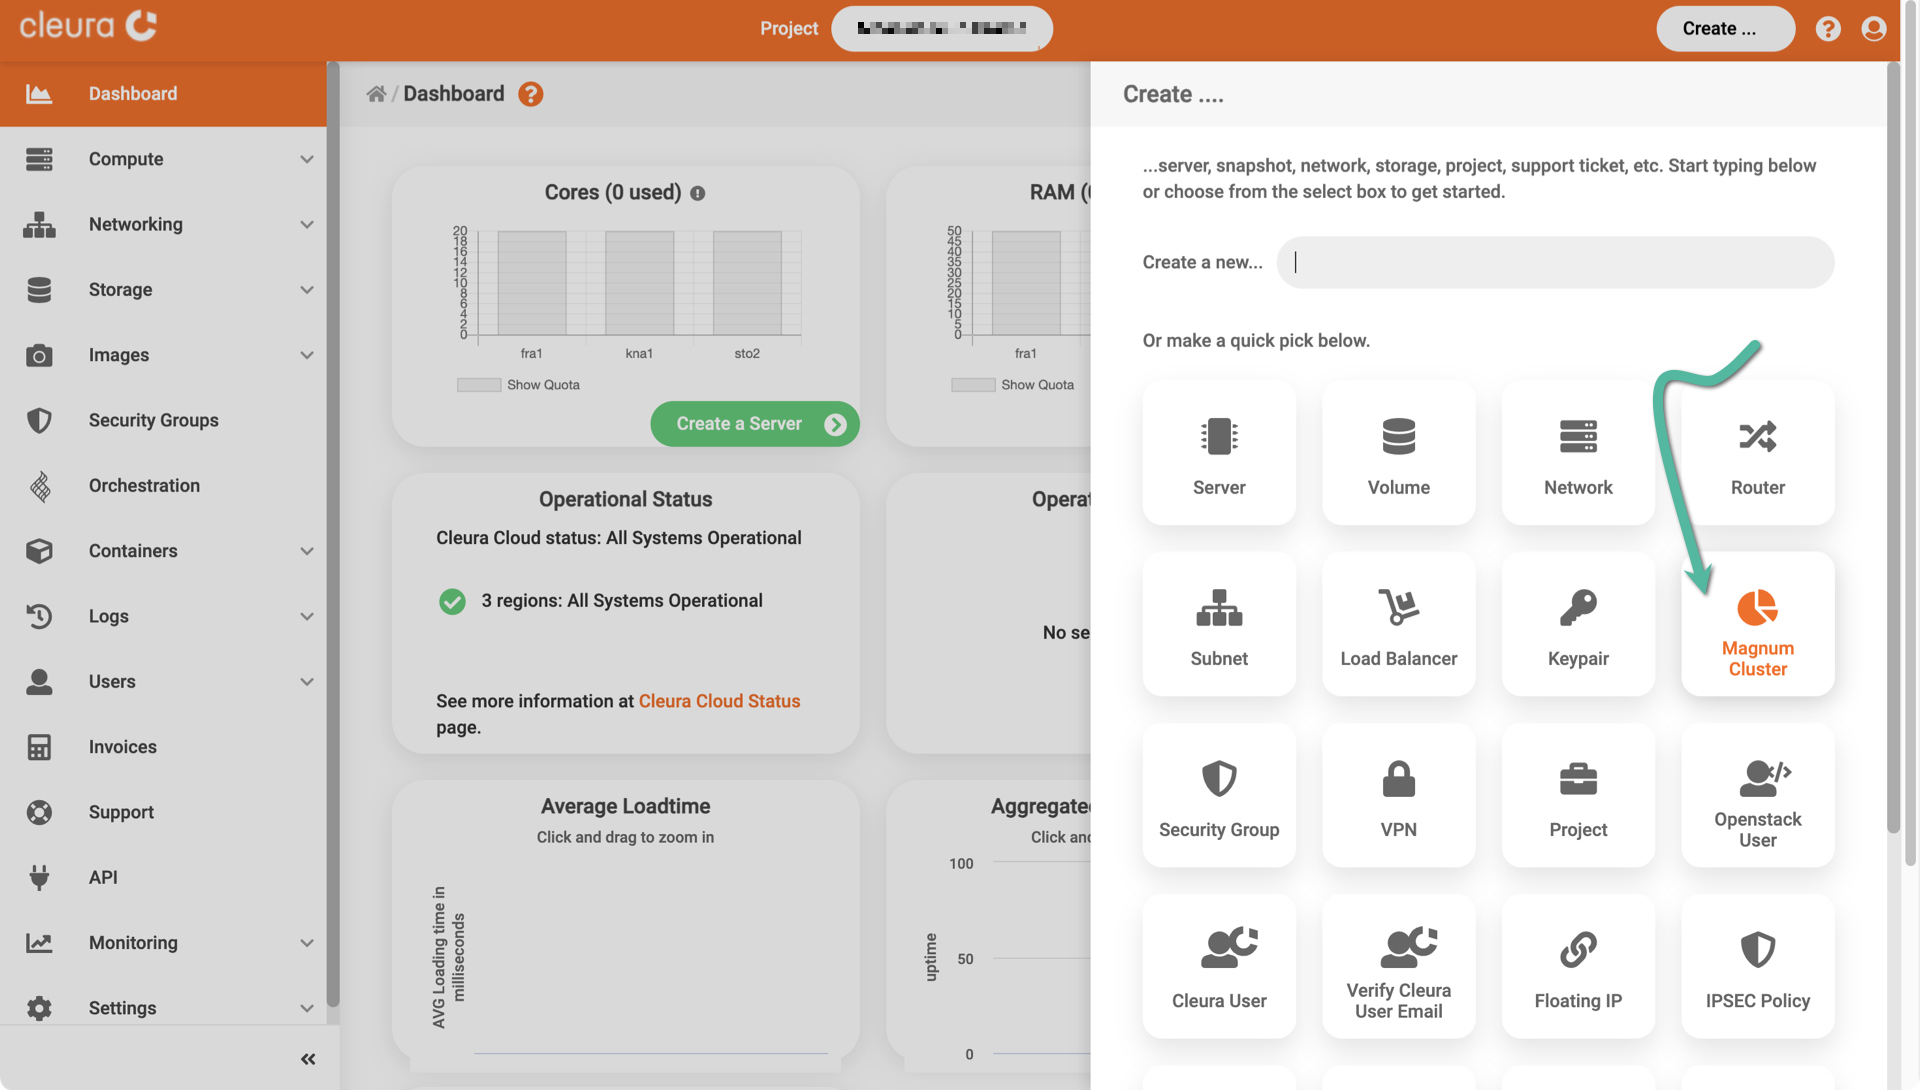 cleura
Project
Create ...
Dashboard
Compute
Networking
Storage
Images
Security Groups
Orchestration
Containers
Logs
Users
Invoices
Support
API
Monitoring
Settings
/ Dashboard
Cores (0 used)
20
18
16
14
12
10
8
6
4
2
0
fra1
kna1
sto2
Show Quota
Create a Server
RAM (
50
45
40
35
30
25
20
15
10
5
0
fra1
Show Quota
Operational Status
Cleura Cloud status: All Systems Operational
3 regions: All Systems Operational
See more information at Cleura Cloud Status
page.
Operat
No se
Average Loadtime
Click and drag to zoom in
AVG Loading time in
milliseconds
Aggregate
Click and
100
uptime
50
0
Create ....
...server, snapshot, network, storage, project, support ticket, etc. Start typing below
or choose from the select box to get started.
Create a new...
Or make a quick pick below.
Server
Volume
Network
Router
Subnet
Load Balancer
Keypair
Magnum
Cluster
Security Group
VPN
Project
Openstack
User
Cleura User
Verify Cleura
User Email
Floating IP
IPSEC Policy